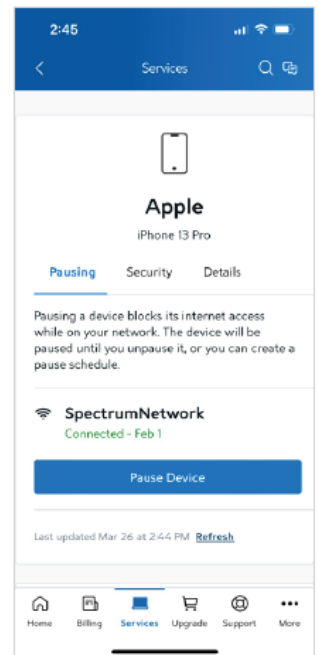 2:45
Services
Apple
iPhone 13 Pro
Pausing Security Details
Pausing a device blocks its internet access
while on your network. The device will be
paused until you unpause it, or you can create a
pause schedule.
SpectrumNetwork
Connected - Feb 1
Pause Device
Last updated Mar 26 at 2:44 PM Refresh
Home Billing Services Upgrade Support More